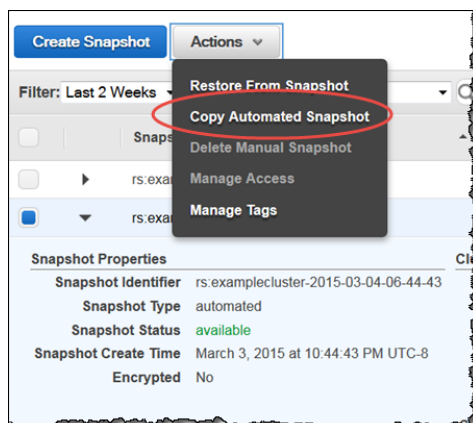 Create Snapshot Actions
Filter: Last 2 Weeks
Restore From Snapshot
Copy Automated Snapshot
Snaps
Delete Manual Snapshot
Manage Access
rs:exa
Manage Tags
rs:exa
Snapshot Properties Cl
Snapshot Identifier rs:examplecluster-2015-03-04-06-44-43
Snapshot Type automated
Snapshot Status available
Snapshot Create Time March 3, 2015 at 10:44:43 PM UTC-8
Encrypted No